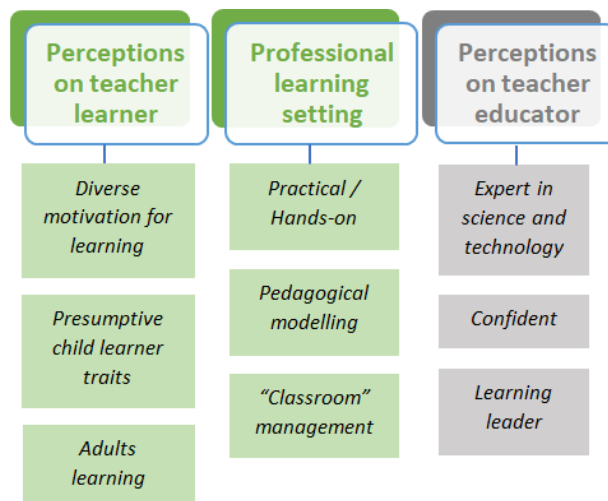 Perceptions
on teacher
learner
Diverse
motivation for
learning
Presumptive
child learner
traits
Adults
learning
Professional
learning
setting
Practical /
Hands-on
Pedagogical
modelling
“Classroom”
management
Perceptions
on teacher
educator
Expert in
science and
technology
Confident
Learning
leader